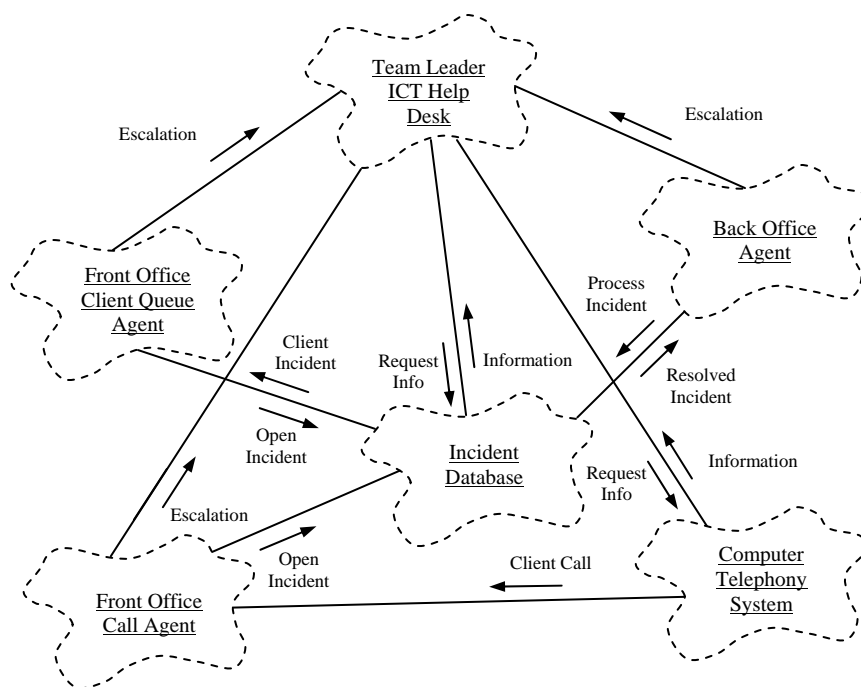 Team Leader
ICT Help
Desk
Escalation
Escalation
Back Office
Agent
Front Office
Client Queue
Agent
Process
Incident
Client
Incident
Request
Info
Information
Resolved
Incident
Open
Incident
Incident
Database
Request
Info
Information
Escalation
Open
Incident
Client Call
Computer
Telephony
System
Front Office
Call Agent